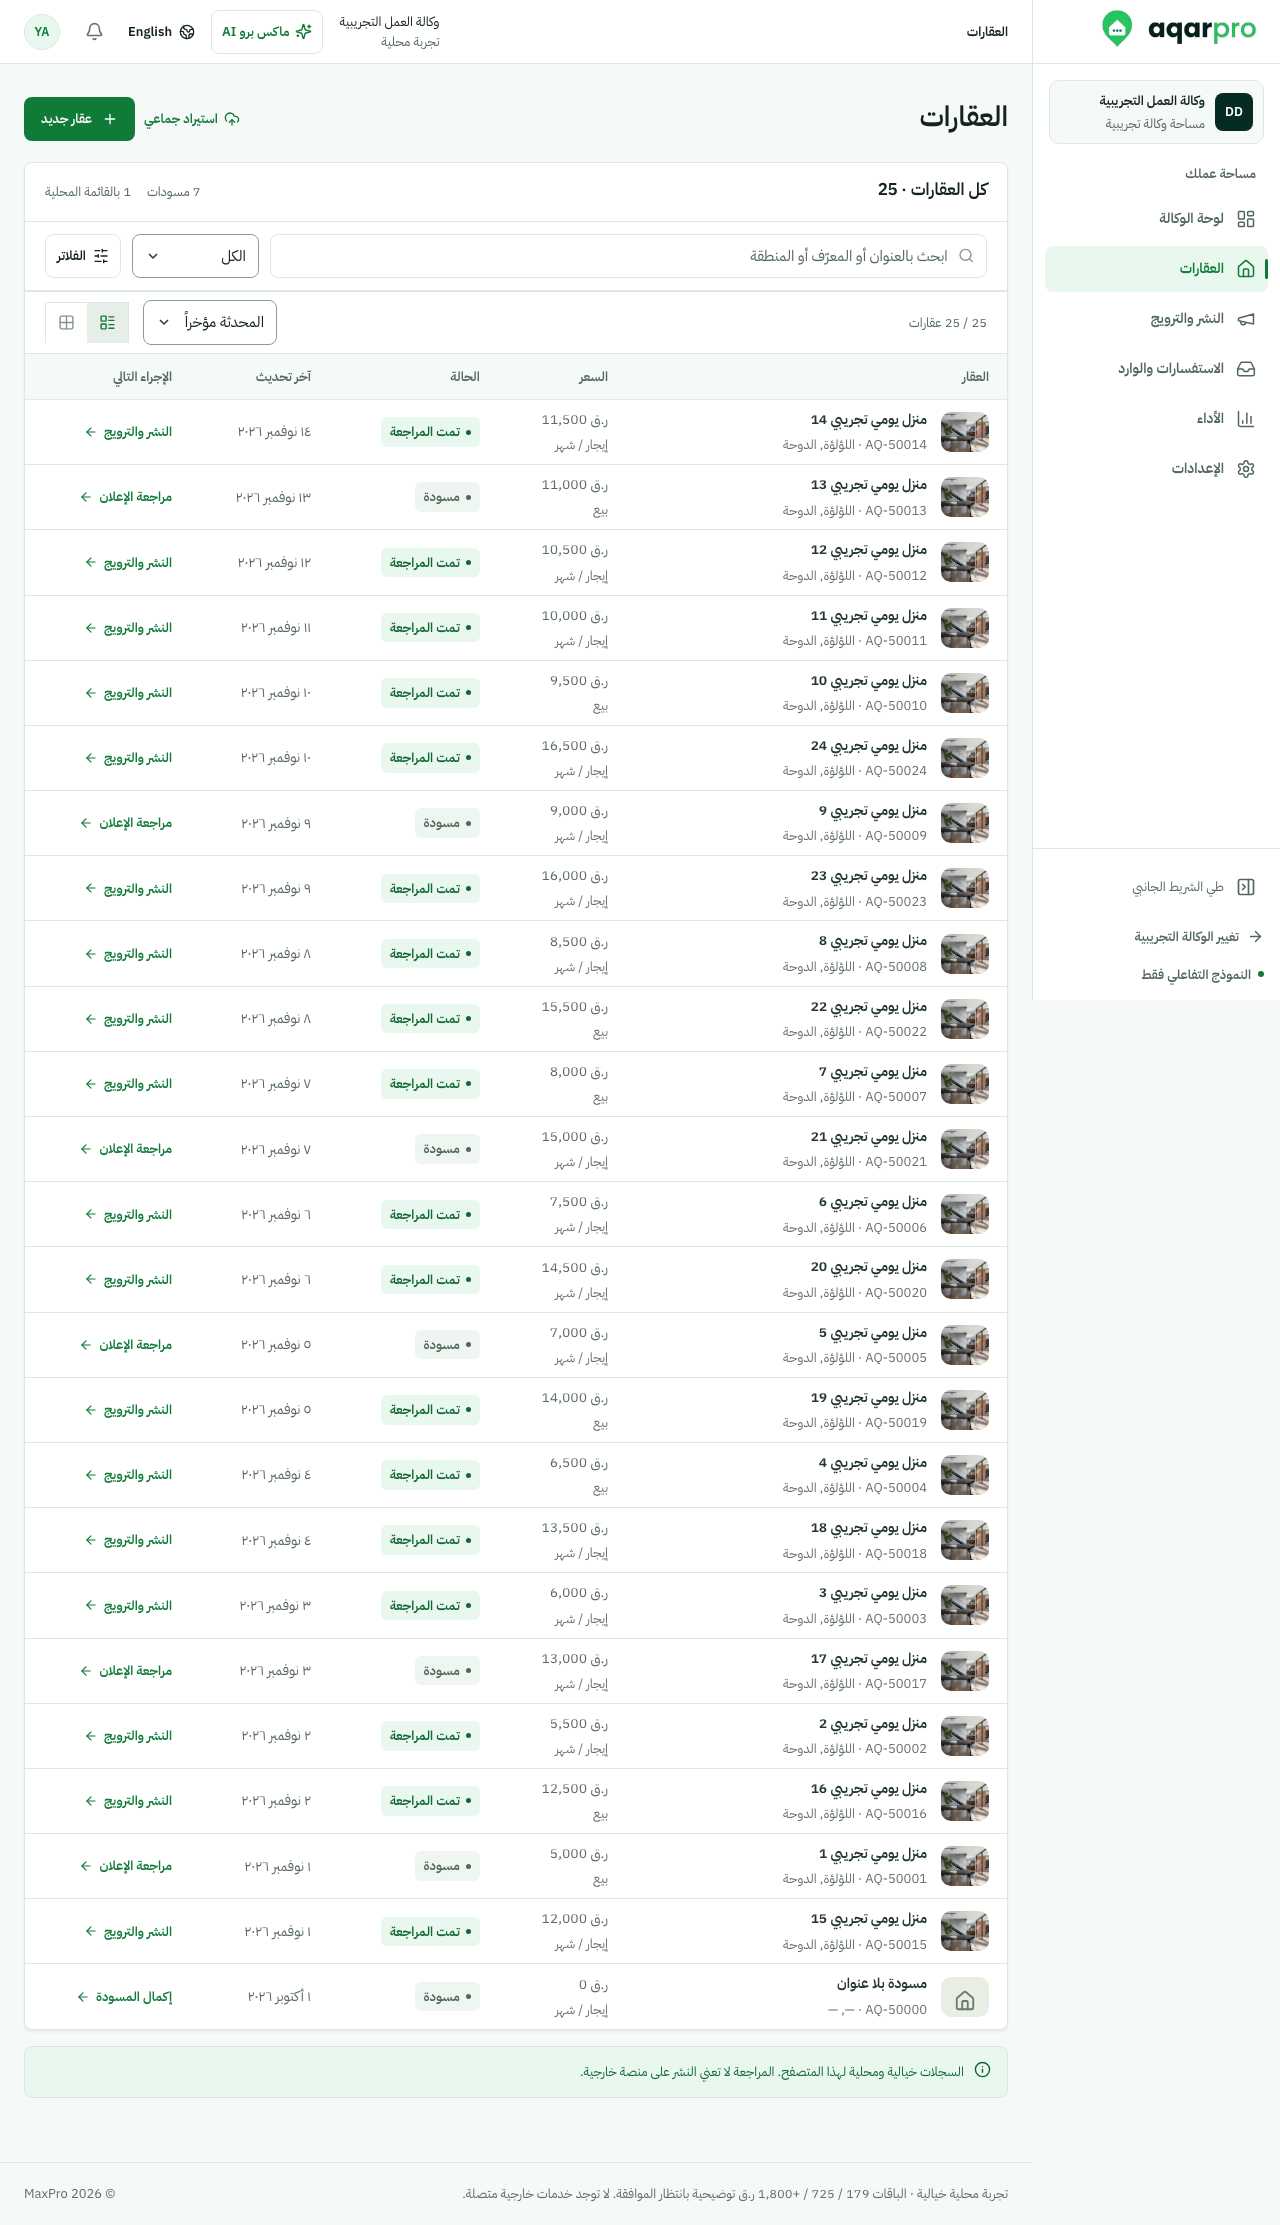 aqarpro
العقارات
وكالة العمل التجريبية
تجربة محلية
ماكس برو AI
English
YA
DD
وكالة العمل التجريبية
مساحة وكالة تجريبية
مساحة عملك
لوحة الوكالة
العقارات
النشر والترويج
الاستفسارات والوارد
الأداء
الإعدادات
طي الشريط الجانبي
تغيير الوكالة التجريبية
النموذج التفاعلي فقط
العقارات
استيراد جماعي
عقار جديد
كل العقارات · 25
7 مسودات
1 بالقائمة المحلية
ابحث بالعنوان أو المعرّف أو المنطقة
الكل
الفلاتر
25 / 25 عقارات
المحدثة مؤخراً
العقار السعر الحالة آخر تحديث الإجراء التالي
منزل يومي تجريبي 14 ر.ق 11,500 تمت المراجعة ١٤ نوفمبر ٢٠٢٦ النشر والترويج
AQ-50014 · اللؤلؤة, الدوحة إيجار / شهر
منزل يومي تجريبي 13 ر.ق 11,000 مسودة ١٣ نوفمبر ٢٠٢٦ مراجعة الإعلان
AQ-50013 · اللؤلؤة, الدوحة بيع
منزل يومي تجريبي 12 ر.ق 10,500 تمت المراجعة ١٢ نوفمبر ٢٠٢٦ النشر والترويج
AQ-50012 · اللؤلؤة, الدوحة إيجار / شهر
منزل يومي تجريبي 11 ر.ق 10,000 تمت المراجعة ١١ نوفمبر ٢٠٢٦ النشر والترويج
AQ-50011 · اللؤلؤة, الدوحة إيجار / شهر
منزل يومي تجريبي 10 ر.ق 9,500 تمت المراجعة ١٠ نوفمبر ٢٠٢٦ النشر والترويج
AQ-50010 · اللؤلؤة, الدوحة بيع
منزل يومي تجريبي 24 ر.ق 16,500 تمت المراجعة ١٠ نوفمبر ٢٠٢٦ النشر والترويج
AQ-50024 · اللؤلؤة, الدوحة إيجار / شهر
منزل يومي تجريبي 9 ر.ق 9,000 مسودة ٩ نوفمبر ٢٠٢٦ مراجعة الإعلان
AQ-50009 · اللؤلؤة, الدوحة إيجار / شهر
منزل يومي تجريبي 23 ر.ق 16,000 تمت المراجعة ٩ نوفمبر ٢٠٢٦ النشر والترويج
AQ-50023 · اللؤلؤة, الدوحة إيجار / شهر
منزل يومي تجريبي 8 ر.ق 8,500 تمت المراجعة ٨ نوفمبر ٢٠٢٦ النشر والترويج
AQ-50008 · اللؤلؤة, الدوحة إيجار / شهر
منزل يومي تجريبي 22 ر.ق 15,500 تمت المراجعة ٨ نوفمبر ٢٠٢٦ النشر والترويج
AQ-50022 · اللؤلؤة, الدوحة بيع
منزل يومي تجريبي 7 ر.ق 8,000 تمت المراجعة ٧ نوفمبر ٢٠٢٦ النشر والترويج
AQ-50007 · اللؤلؤة, الدوحة بيع
منزل يومي تجريبي 21 ر.ق 15,000 مسودة ٧ نوفمبر ٢٠٢٦ مراجعة الإعلان
AQ-50021 · اللؤلؤة, الدوحة إيجار / شهر
منزل يومي تجريبي 6 ر.ق 7,500 تمت المراجعة ٦ نوفمبر ٢٠٢٦ النشر والترويج
AQ-50006 · اللؤلؤة, الدوحة إيجار / شهر
منزل يومي تجريبي 20 ر.ق 14,500 تمت المراجعة ٦ نوفمبر ٢٠٢٦ النشر والترويج
AQ-50020 · اللؤلؤة, الدوحة إيجار / شهر
منزل يومي تجريبي 5 ر.ق 7,000 مسودة ٥ نوفمبر ٢٠٢٦ مراجعة الإعلان
AQ-50005 · اللؤلؤة, الدوحة إيجار / شهر
منزل يومي تجريبي 19 ر.ق 14,000 تمت المراجعة ٥ نوفمبر ٢٠٢٦ النشر والترويج
AQ-50019 · اللؤلؤة, الدوحة بيع
منزل يومي تجريبي 4 ر.ق 6,500 تمت المراجعة ٤ نوفمبر ٢٠٢٦ النشر والترويج
AQ-50004 · اللؤلؤة, الدوحة بيع
منزل يومي تجريبي 18 ر.ق 13,500 تمت المراجعة ٤ نوفمبر ٢٠٢٦ النشر والترويج
AQ-50018 · اللؤلؤة, الدوحة إيجار / شهر
منزل يومي تجريبي 3 ر.ق 6,000 تمت المراجعة ٣ نوفمبر ٢٠٢٦ النشر والترويج
AQ-50003 · اللؤلؤة, الدوحة إيجار / شهر
منزل يومي تجريبي 17 ر.ق 13,000 مسودة ٣ نوفمبر ٢٠٢٦ مراجعة الإعلان
AQ-50017 · اللؤلؤة, الدوحة إيجار / شهر
منزل يومي تجريبي 2 ر.ق 5,500 تمت المراجعة ٢ نوفمبر ٢٠٢٦ النشر والترويج
AQ-50002 · اللؤلؤة, الدوحة إيجار / شهر
منزل يومي تجريبي 16 ر.ق 12,500 تمت المراجعة ٢ نوفمبر ٢٠٢٦ النشر والترويج
AQ-50016 · اللؤلؤة, الدوحة بيع
منزل يومي تجريبي 1 ر.ق 5,000 مسودة ١ نوفمبر ٢٠٢٦ مراجعة الإعلان
AQ-50001 · اللؤلؤة, الدوحة بيع
منزل يومي تجريبي 15 ر.ق 12,000 تمت المراجعة ١ نوفمبر ٢٠٢٦ النشر والترويج
AQ-50015 · اللؤلؤة, الدوحة إيجار / شهر
مسودة بلا عنوان ر.ق 0 مسودة ١ أكتوبر ٢٠٢٦ إكمال المسودة
AQ-50000 · —, — إيجار / شهر
السجلات خيالية ومحلية لهذا المتصفح. المراجعة لا تعني النشر على منصة خارجية.
تجربة محلية خيالية · الباقات 179 / 725 / +1,800 ر.ق توضيحية بانتظار الموافقة. لا توجد خدمات خارجية متصلة.
© 2026 MaxPro